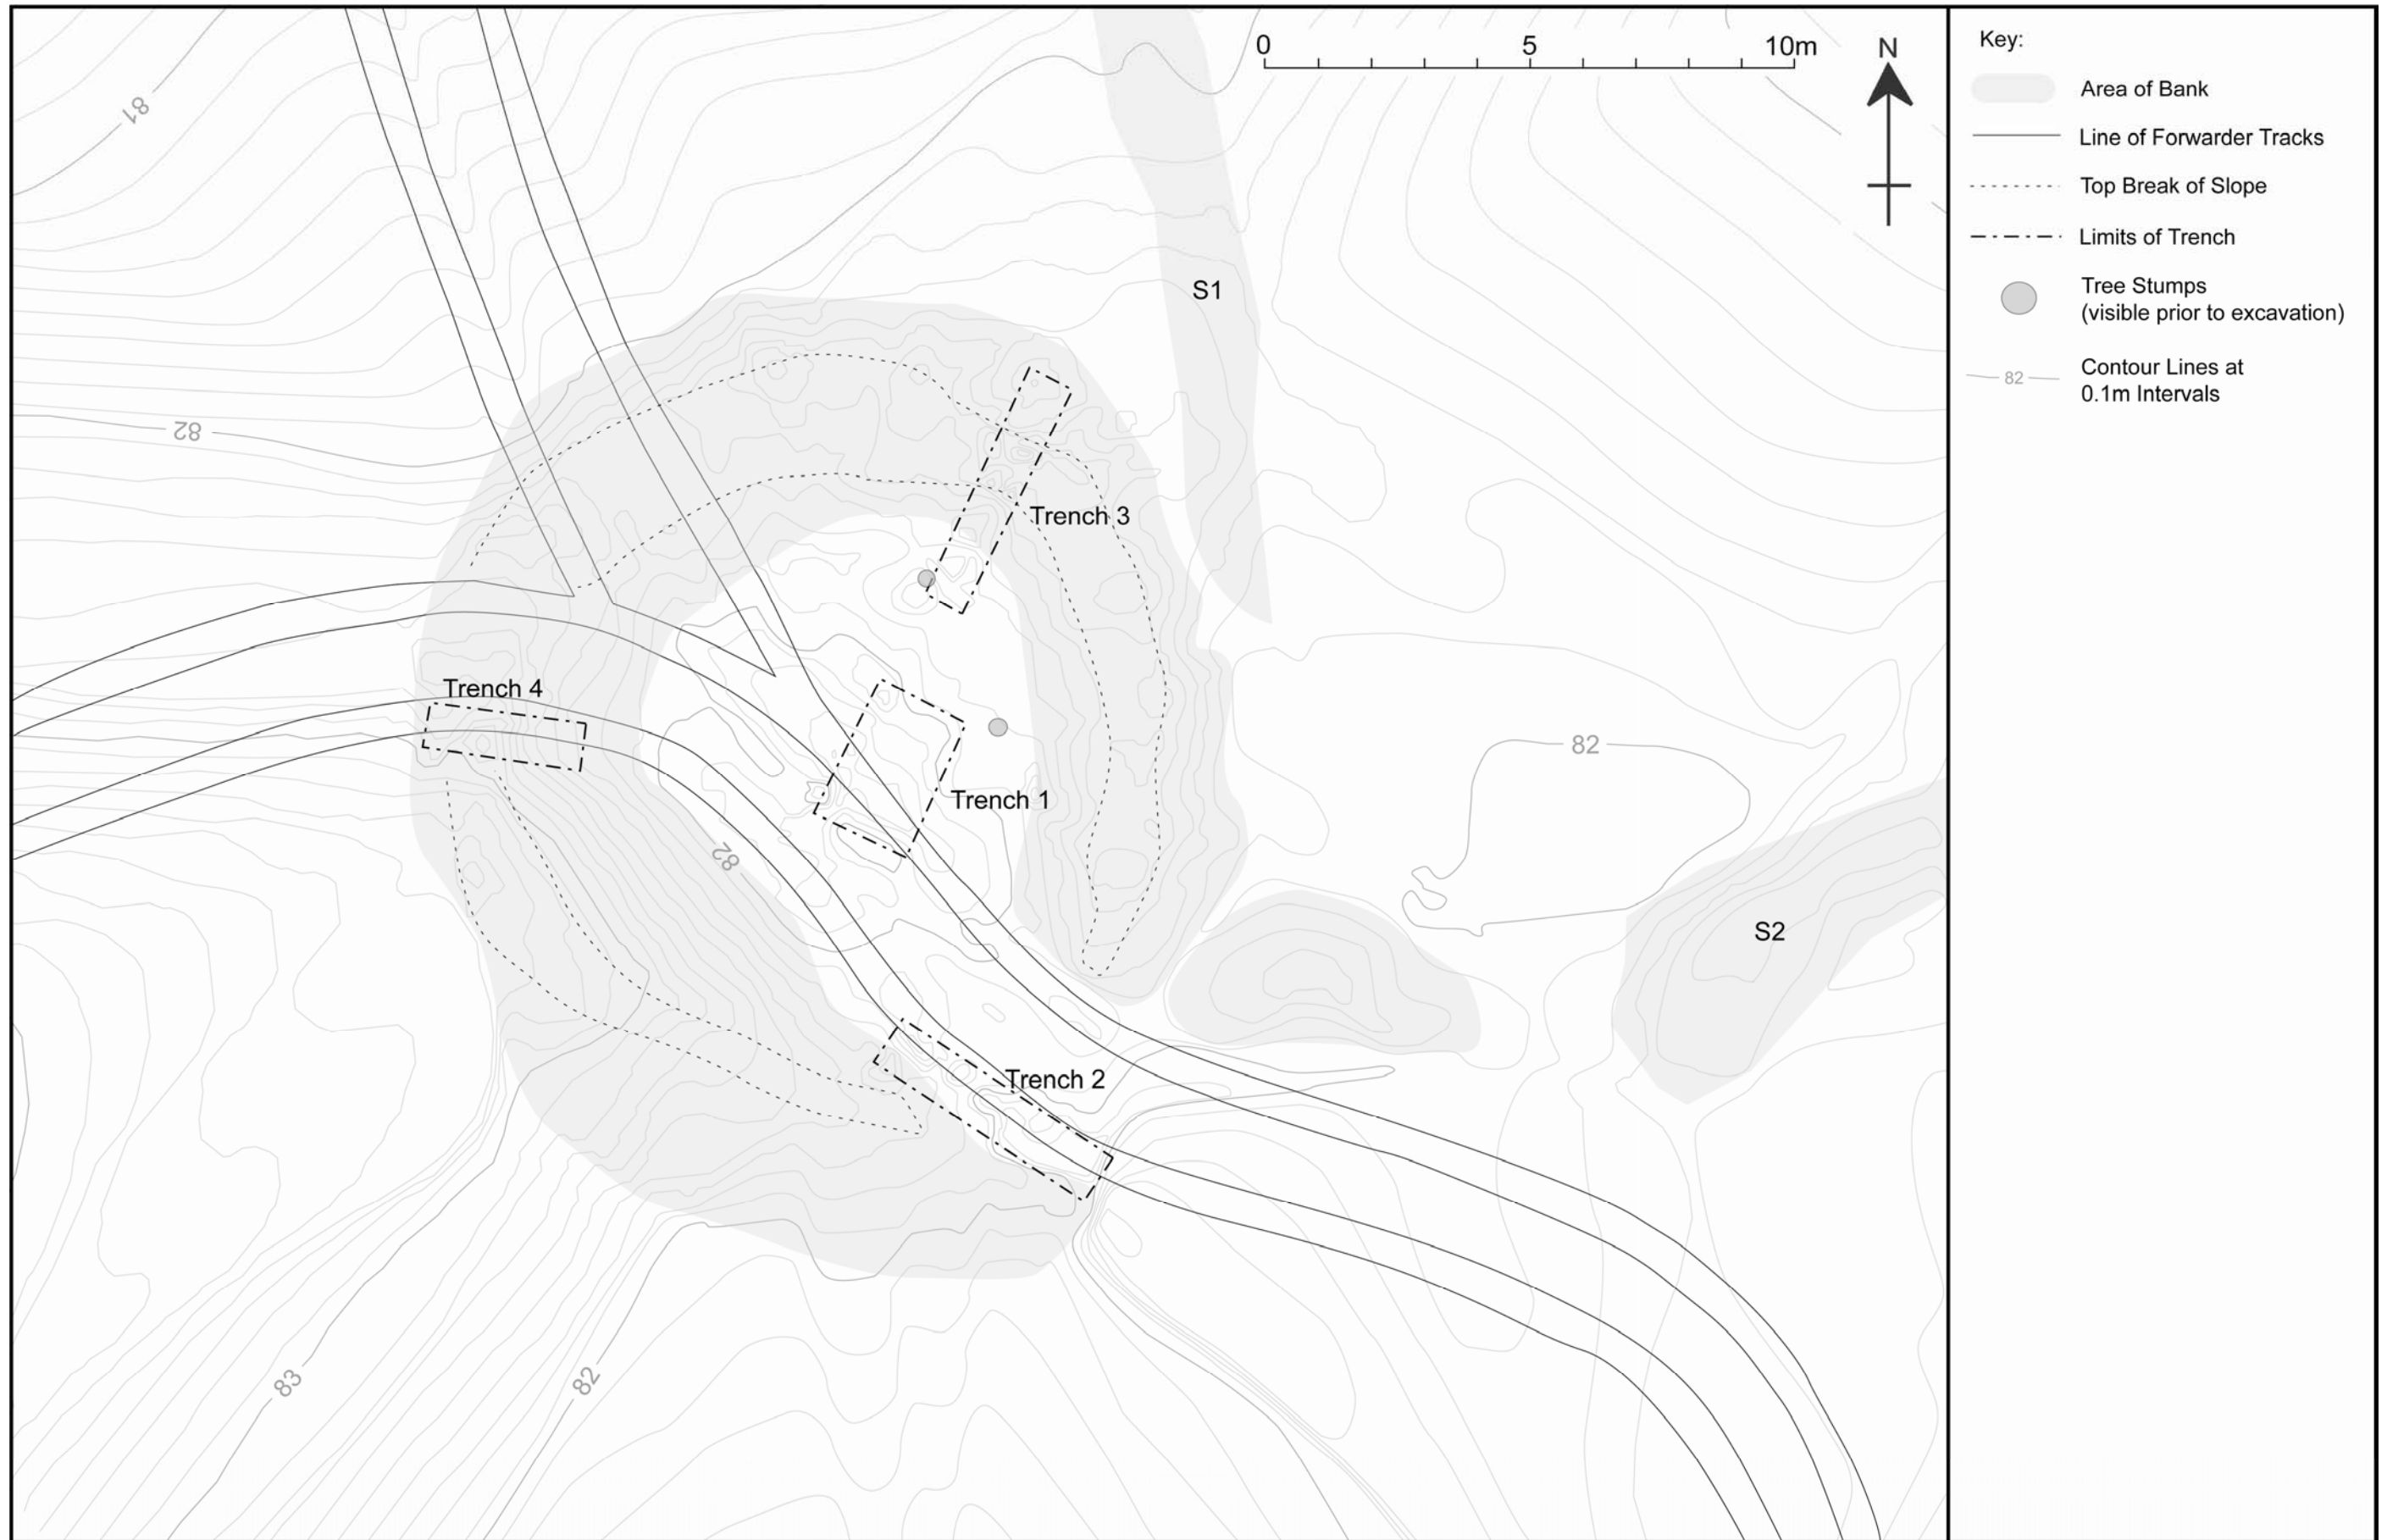 0 5 10m
N
81
S1
82
Trench 3
Trench 4
82
Trench 1
82
S2
Trench 2
83
82
Key:
Area of Bank
Line of Forwarder Tracks
Top Break of Slope
Limits of Trench
Tree Stumps
(visible prior to excavation)
82
Contour Lines at
0.1m Intervals